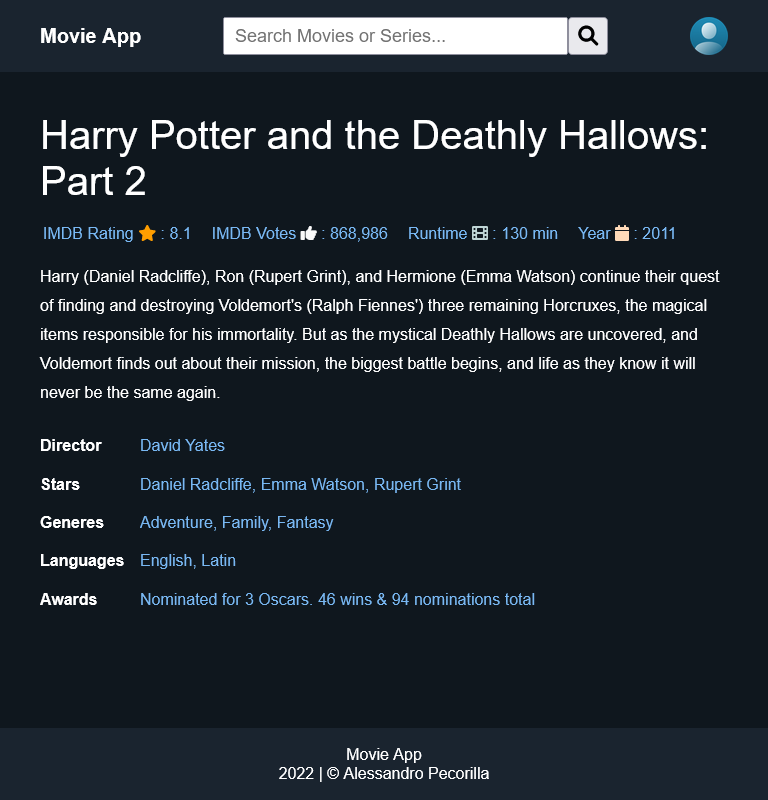 Movie App
Search Movies or Series...
Harry Potter and the Deathly Hallows:
Part 2
IMDB Rating : 8.1 IMDB Votes : 868,986 Runtime : 130 min Year : 2011
Harry (Daniel Radcliffe), Ron (Rupert Grint), and Hermione (Emma Watson) continue their quest
of finding and destroying Voldemort's (Ralph Fiennes') three remaining Horcruxes, the magical
items responsible for his immortality. But as the mystical Deathly Hallows are uncovered, and
Voldemort finds out about their mission, the biggest battle begins, and life as they know it will
never be the same again.
Director David Yates
Stars Daniel Radcliffe, Emma Watson, Rupert Grint
Generes Adventure, Family, Fantasy
Languages English, Latin
Awards Nominated for 3 Oscars. 46 wins & 94 nominations total
Movie App
2022 | © Alessandro Pecorilla